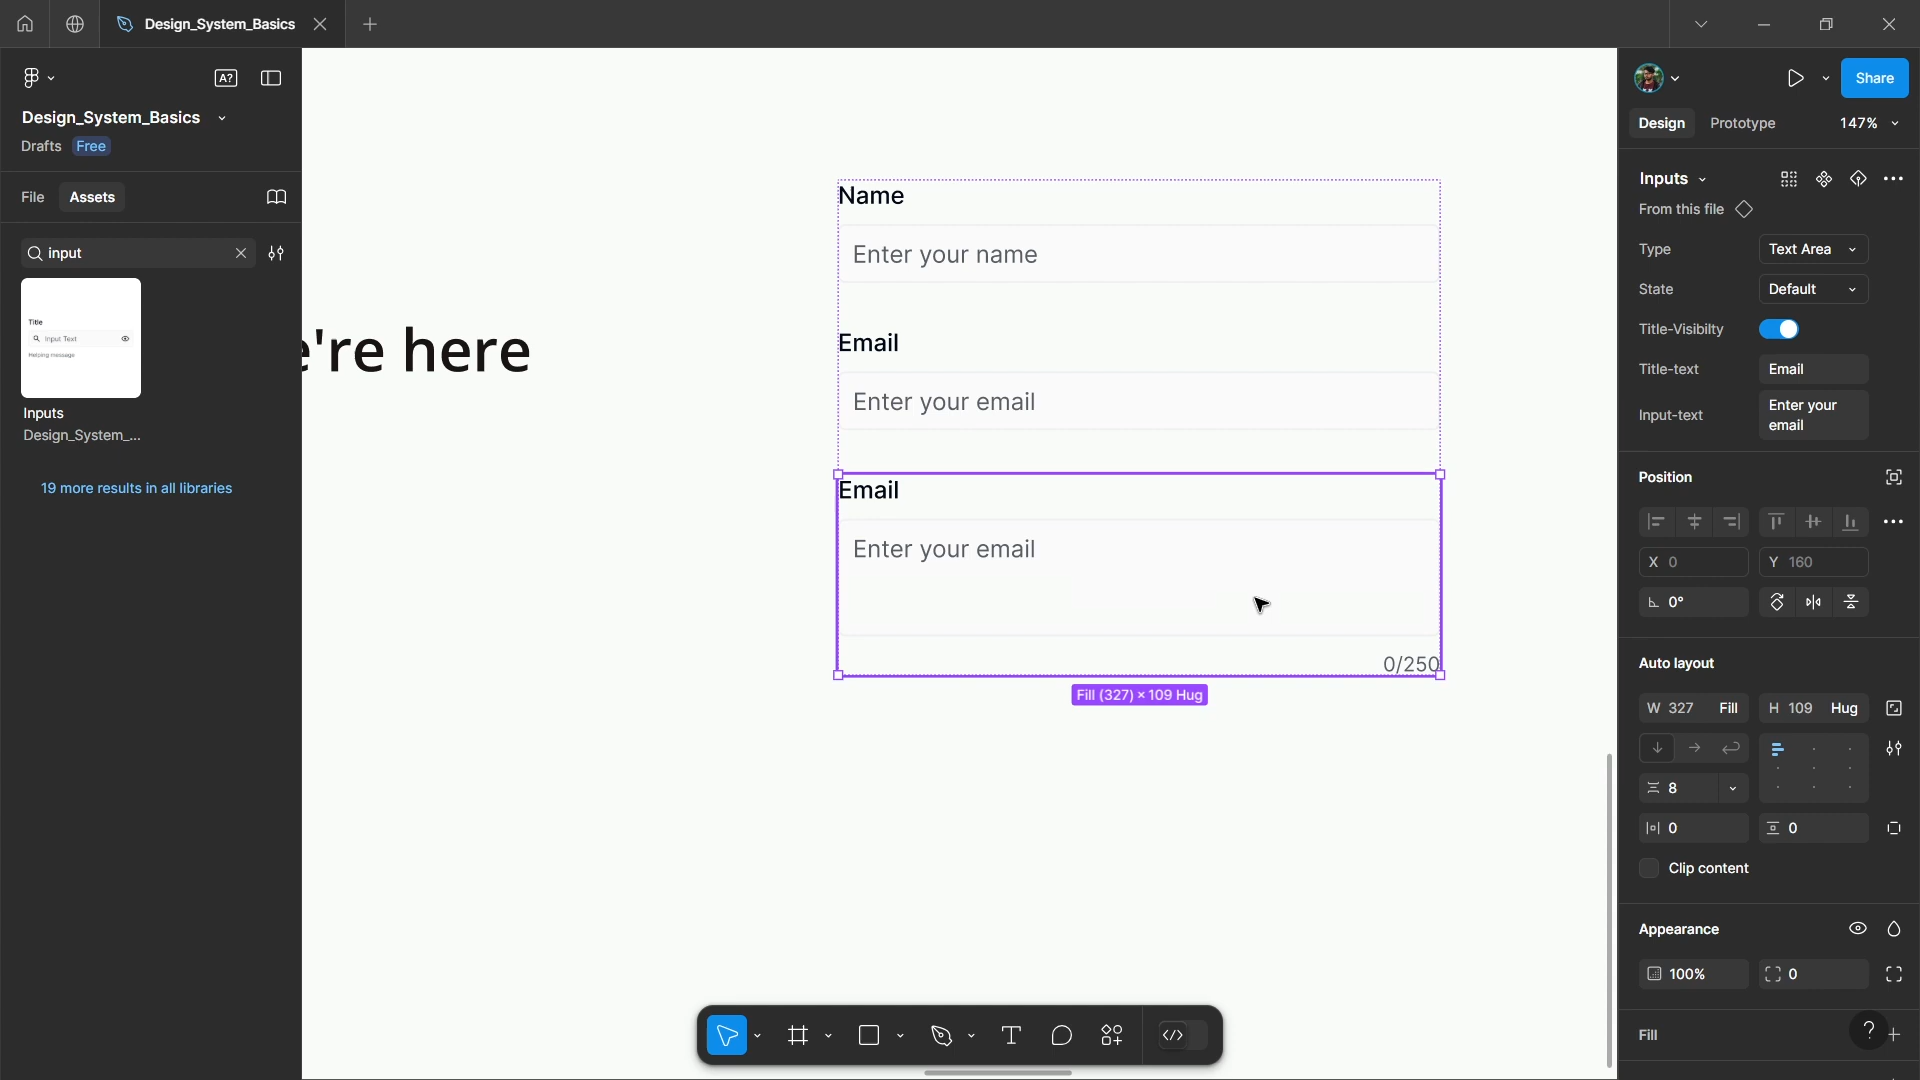 Design_System_Basics
A?
Design_System_Basics
Drafts Free
File Assets
input
Title
Input Text
Helping message
Inputs
Design_System_...
19 more results in all libraries
're here
Name
Enter your name
Email
Enter your email
Email
Enter your email
0/250
Fill (327) × 109 Hug
Share
Design Prototype 147%
Inputs
From this file
Type Text Area
State Default
Title-Visibilty
Title-text Email
Input-text Enter your
email
Position
X 0 Y 160
0°
Auto layout
W 327 Fill H 109 Hug
8
0 0
Clip content
Appearance
100% 0
Fill
?